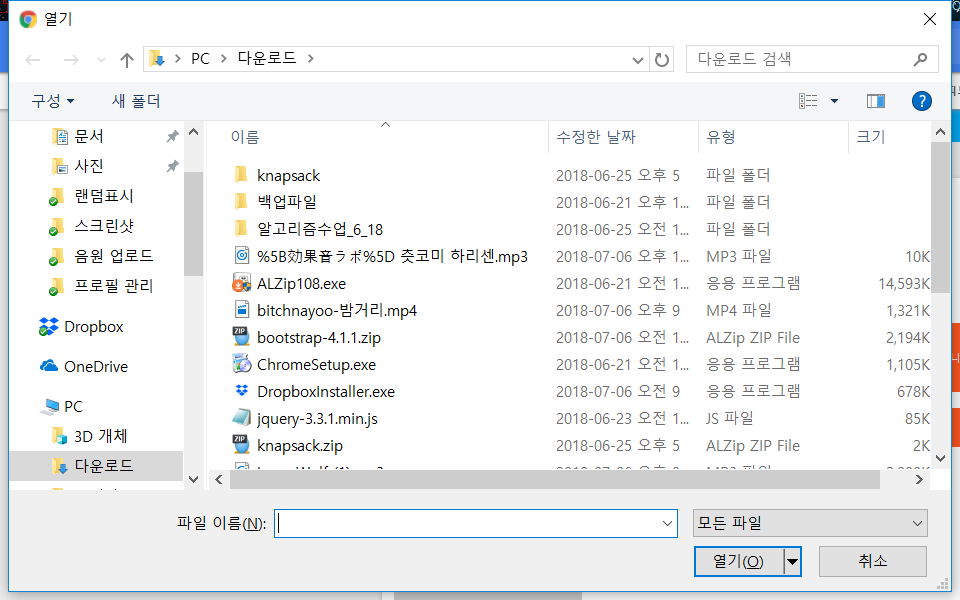 열기
PC 다운로드
다운로드 검색
구성 새 폴더
이름 수정한 날짜 유형 크기
문서
사진
랜덤표시
스크린샷
음원 업로드
프로필 관리
Dropbox
OneDrive
PC
3D 개체
다운로드
knapsack 2018-06-25 오후 5 파일 폴더
백업파일 2018-06-21 오후 1... 파일 폴더
알고리즘수업_6_18 2018-06-25 오전 1... 파일 폴더
%5B効果音ラボ%5D 츳코미 하리센.mp3 2018-07-06 오후 1... MP3 파일 10K
ALZip108.exe 2018-06-21 오전 1... 응용 프로그램 14,593K
bitchnayoo-밤거리.mp4 2018-07-06 오후 9 MP4 파일 1,321K
bootstrap-4.1.1.zip 2018-07-06 오전 1... ALZip ZIP File 2,194K
ChromeSetup.exe 2018-06-21 오전 1... 응용 프로그램 1,105K
DropboxInstaller.exe 2018-07-06 오전 9 응용 프로그램 678K
jquery-3.3.1.min.js 2018-06-23 오전 1... JS 파일 85K
knapsack.zip 2018-06-25 오후 5 ALZip ZIP File 2K
파일 이름(N): 모든 파일
열기(O) 취소